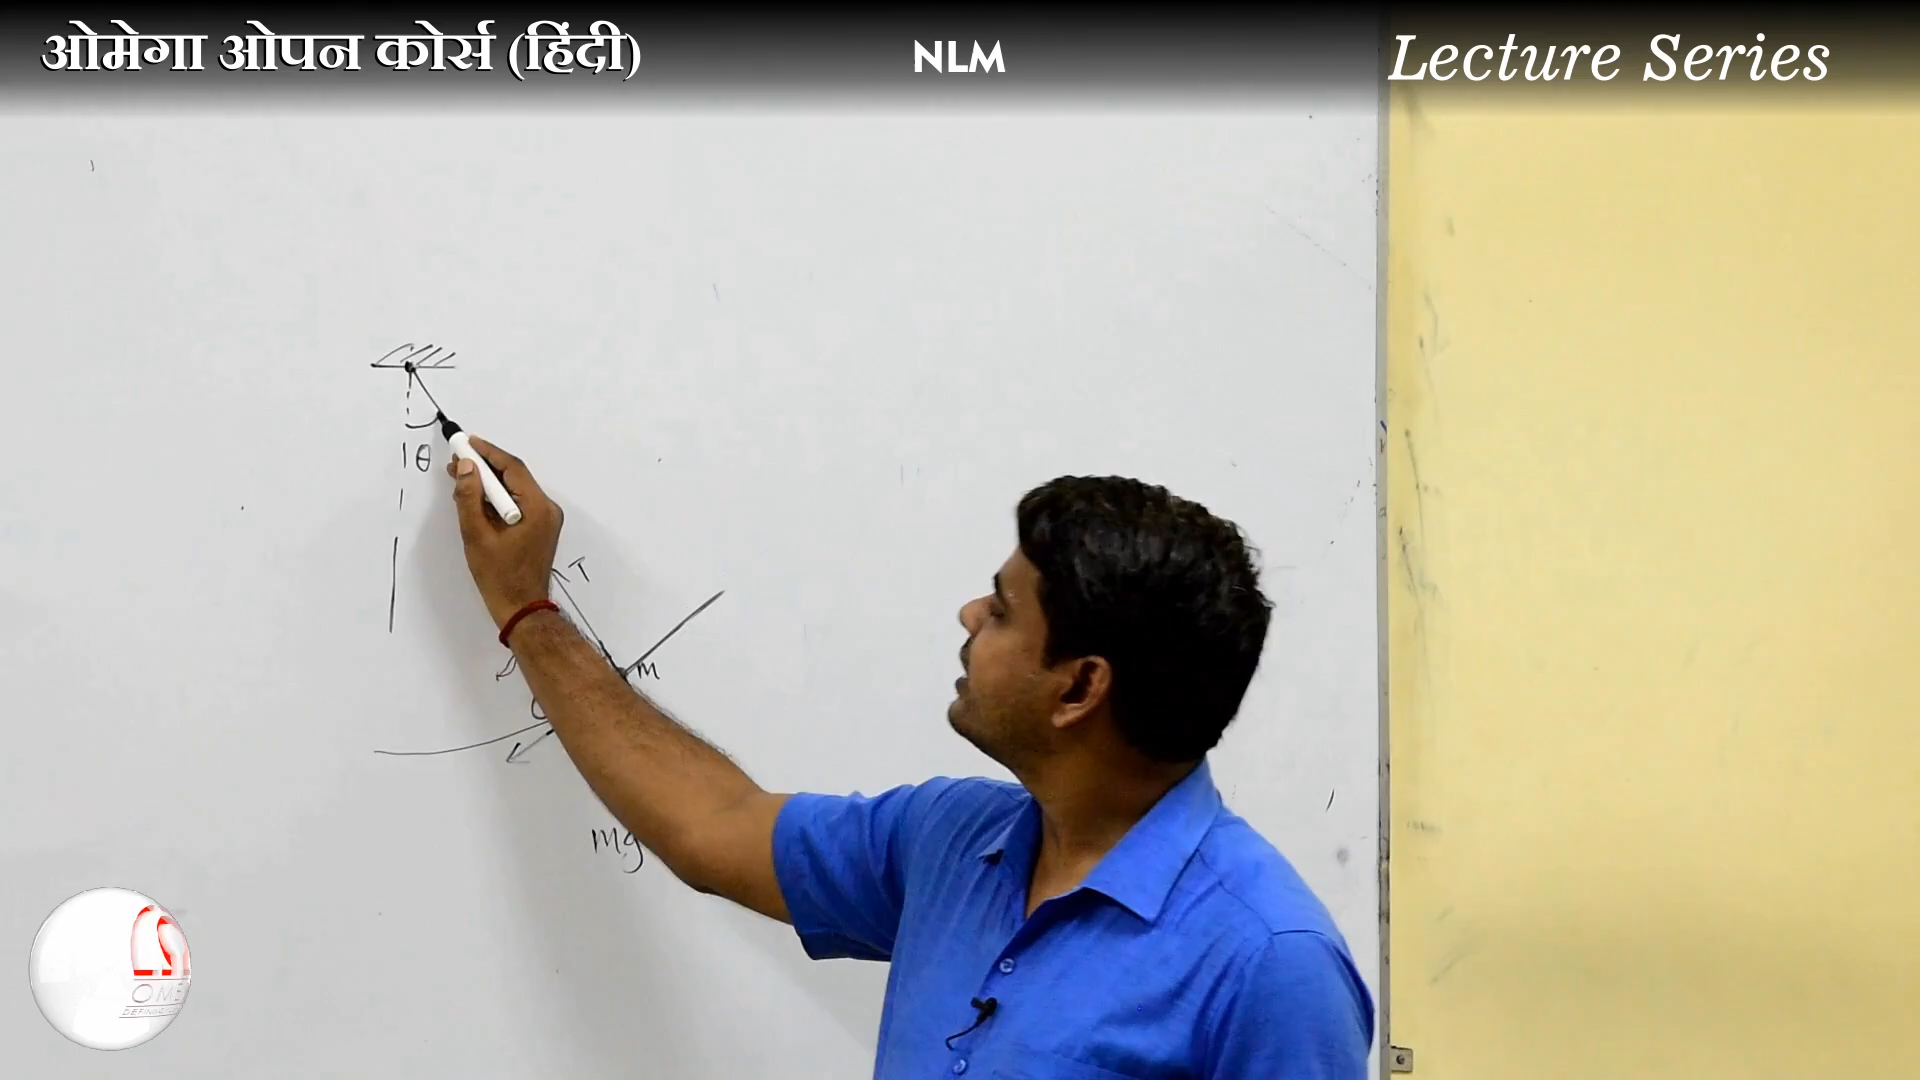 ओमेगा ओपन कोर्स (हिंदी)
NLM
Lecture Series
θ
T
m
mg